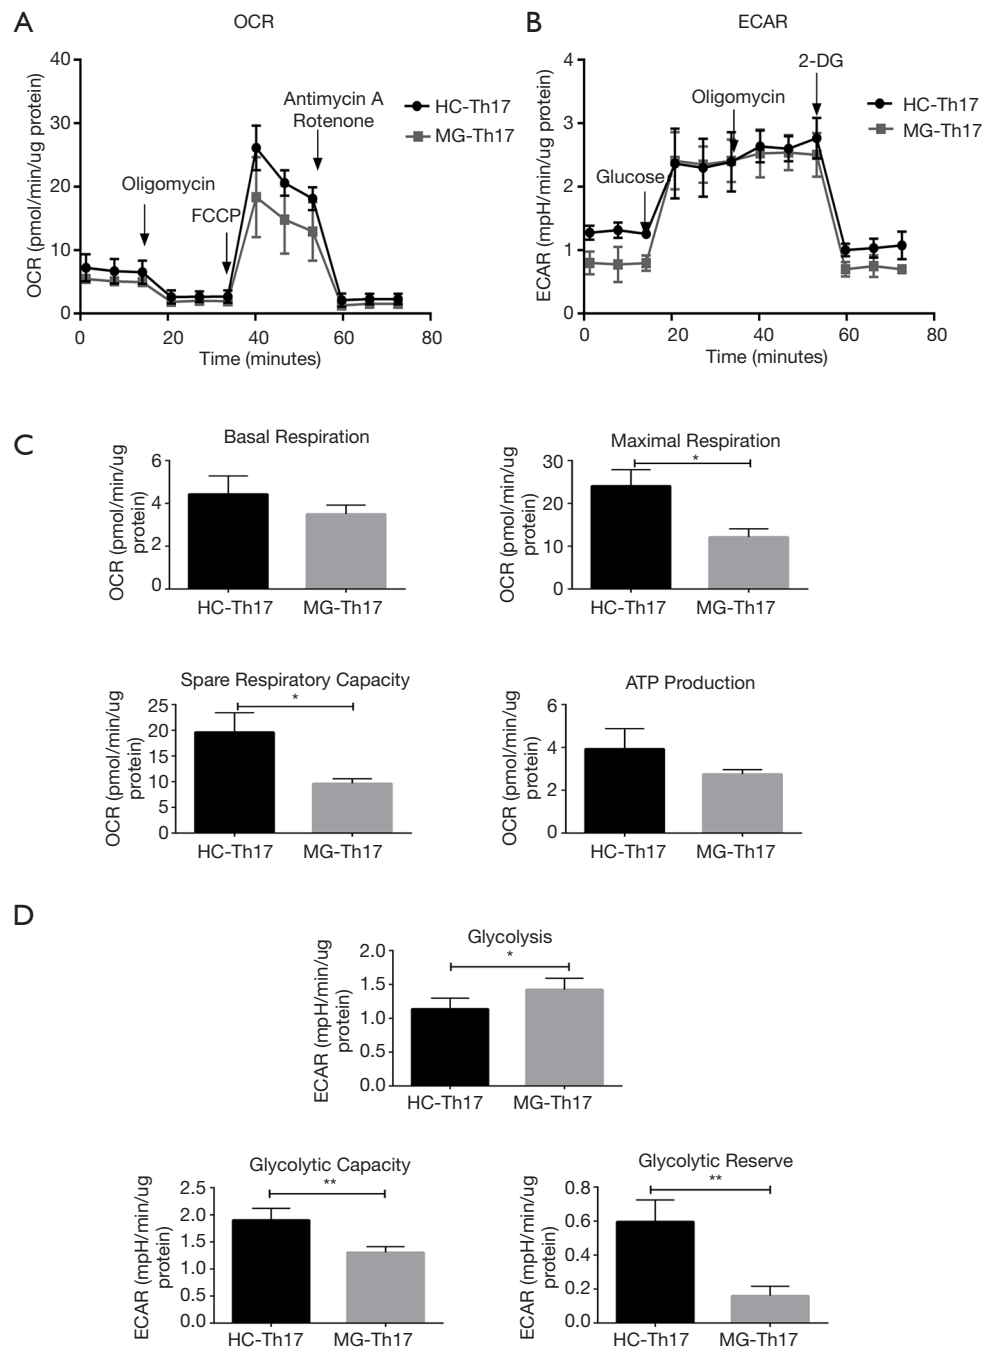 A
OCR
OCR (pmol/min/ug protein)
40
30
20
10
0
Oligomycin
FCCP
Antimycin A
Rotenone
HC-Th17
MG-Th17
0 20 40 60 80
Time (minutes)
B
ECAR
ECAR (mpH/min/ug protein)
4
3
2
1
0
Glucose
Oligomycin
2-DG
HC-Th17
MG-Th17
0 20 40 60 80
Time (minutes)
C
Basal Respiration
OCR (pmol/min/ug
protein)
6
4
2
0
HC-Th17 MG-Th17
Maximal Respiration
*
OCR (pmol/min/ug
protein)
30
20
10
0
HC-Th17 MG-Th17
Spare Respiratory Capacity
*
OCR (pmol/min/ug
protein)
25
20
15
10
5
0
HC-Th17 MG-Th17
ATP Production
OCR (pmol/min/ug
protein)
6
4
2
0
HC-Th17 MG-Th17
D
Glycolysis
*
ECAR (mpH/min/ug
protein)
2.0
1.5
1.0
0.5
0.0
HC-Th17 MG-Th17
Glycolytic Capacity
**
ECAR (mpH/min/ug
protein)
2.5
2.0
1.5
1.0
0.5
0.0
HC-Th17 MG-Th17
Glycolytic Reserve
**
ECAR (mpH/min/ug
protein)
0.8
0.6
0.4
0.2
0.0
HC-Th17 MG-Th17